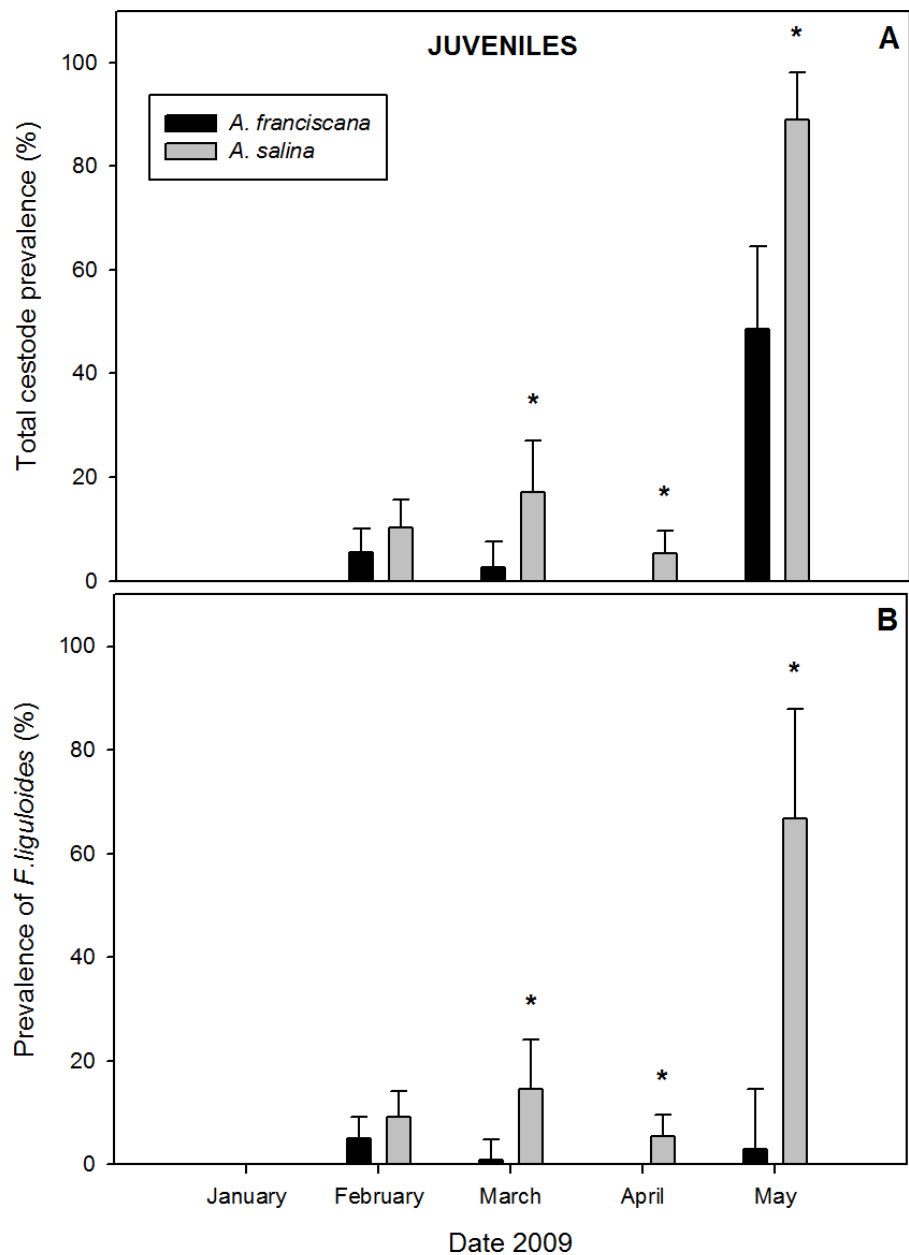 JUVENILES
A
*
A. franciscana
A. salina
Total cestode prevalence (%)
100
80
60
40
20
0
*
*
B
*
Prevalence of F.liguloides (%)
100
80
60
40
20
0
*
*
January February March April May
Date 2009